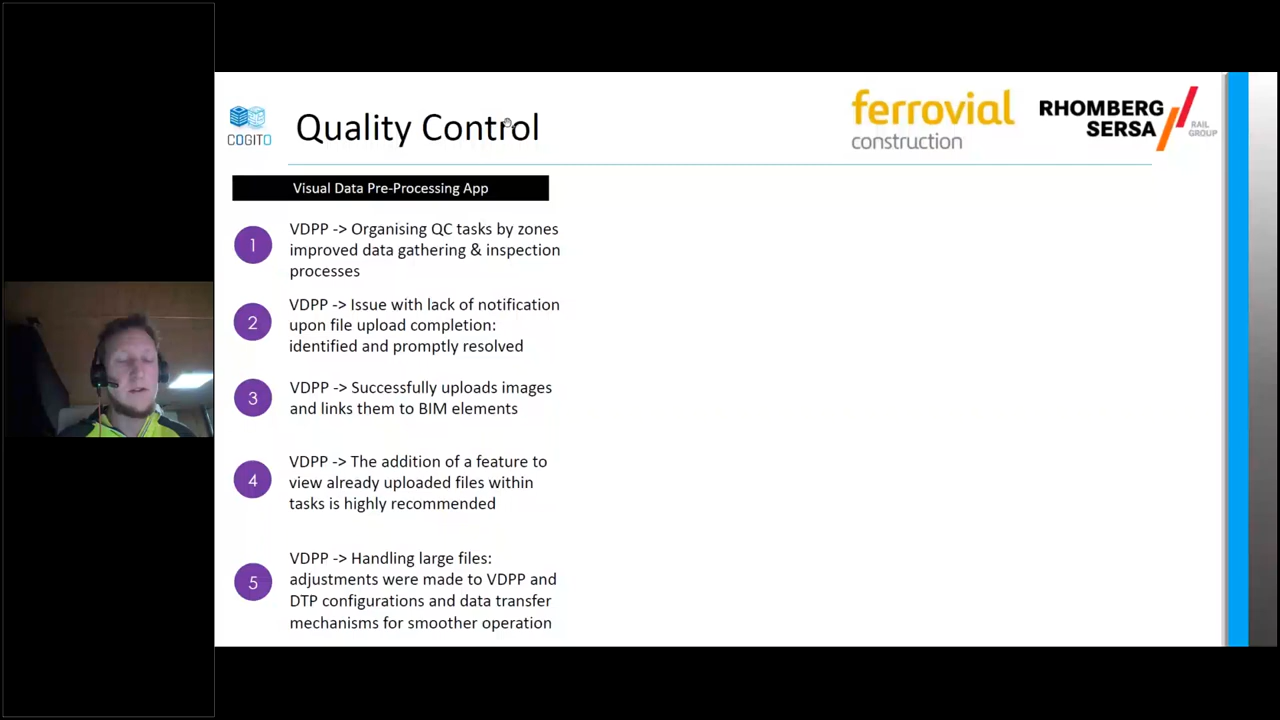 COGITO
Quality Control
ferrovial
construction
RHOMBERG
SERSA
RAIL
GROUP
Visual Data Pre-Processing App
1
VDPP -> Organising QC tasks by zones
improved data gathering & inspection
processes
2
VDPP -> Issue with lack of notification
upon file upload completion:
identified and promptly resolved
3
VDPP -> Successfully uploads images
and links them to BIM elements
4
VDPP -> The addition of a feature to
view already uploaded files within
tasks is highly recommended
5
VDPP -> Handling large files:
adjustments were made to VDPP and
DTP configurations and data transfer
mechanisms for smoother operation